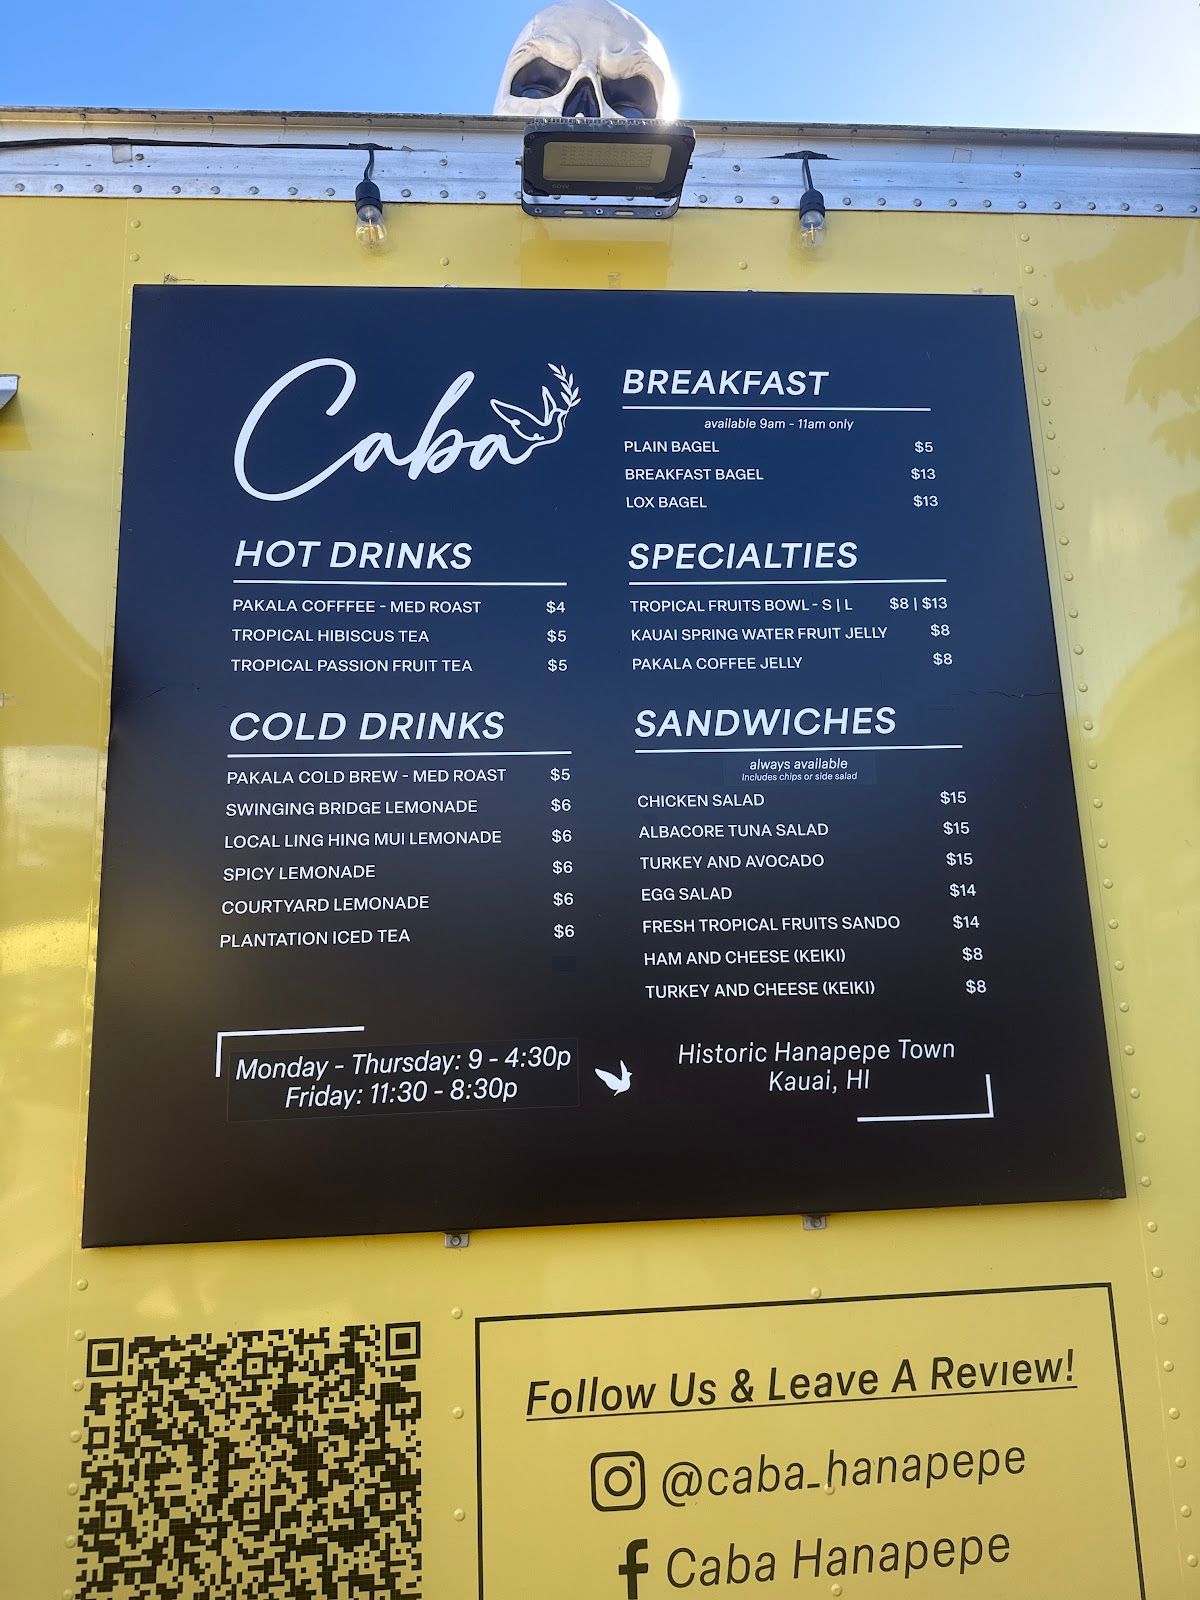 Caba
BREAKFAST
available 9am - 11am only
PLAIN BAGEL $5
BREAKFAST BAGEL $13
LOX BAGEL $13
HOT DRINKS
PAKALA COFFFEE - MED ROAST $4
TROPICAL HIBISCUS TEA $5
TROPICAL PASSION FRUIT TEA $5
SPECIALTIES
TROPICAL FRUITS BOWL - S | L $8 | $13
KAUAI SPRING WATER FRUIT JELLY $8
PAKALA COFFEE JELLY $8
COLD DRINKS
PAKALA COLD BREW - MED ROAST $5
SWINGING BRIDGE LEMONADE $6
LOCAL LING HING MUI LEMONADE $6
SPICY LEMONADE $6
COURTYARD LEMONADE $6
PLANTATION ICED TEA $6
SANDWICHES
always available
Includes chips or side salad
CHICKEN SALAD $15
ALBACORE TUNA SALAD $15
TURKEY AND AVOCADO $15
EGG SALAD $14
FRESH TROPICAL FRUITS SANDO $14
HAM AND CHEESE (KEIKI) $8
TURKEY AND CHEESE (KEIKI) $8
Monday - Thursday: 9 - 4:30p
Friday: 11:30 - 8:30p
Historic Hanapepe Town
Kauai, HI
Follow Us & Leave A Review!
@caba_hanapepe
Caba Hanapepe